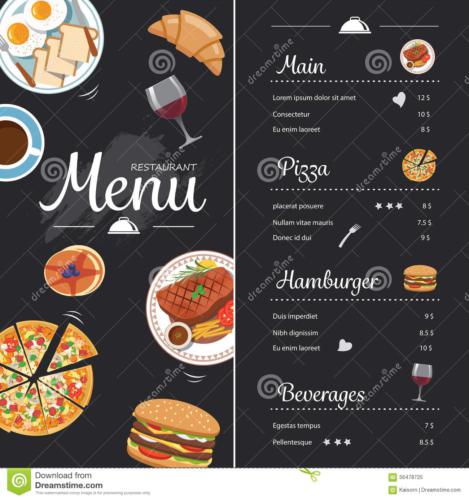 RESTAURANT
Menu
Main
Lorem ipsum dolor sit amet 12 $
Consectetur 10 $
Eu enim laoreet 8 $
Pizza
placerat posuere 8 $
Nullam vitae mauris 7.5 $
Donec id dui 9 $
Hamburger
Duis imperdiet 9 $
Nibh dignissim 8.5 $
Eu enim laoreet 10 $
Beverages
Egestas tempus 7 $
Pellentesque 8.5 $
dreamstime
Download from
Dreamstime.com
This watermarked comp image is for previewing purposes only.
56478725
Kaisorn | Dreamstime.com